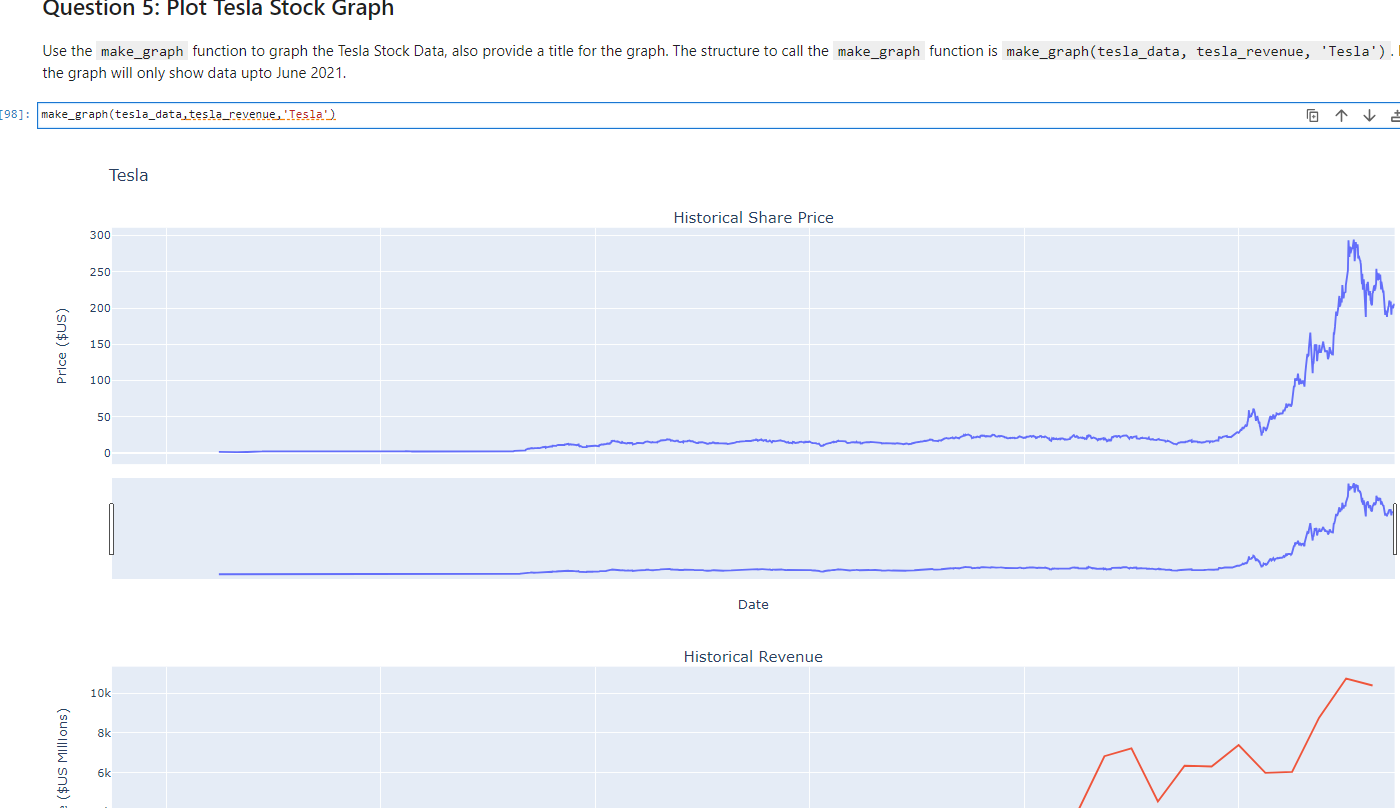 Question 5: Plot Tesla Stock Graph
Use the make_graph function to graph the Tesla Stock Data, also provide a title for the graph. The structure to call the make_graph function is make_graph(tesla_data, tesla_revenue, 'Tesla').
the graph will only show data upto June 2021.
[98]: make_graph(tesla_data,tesla_revenue,'Tesla')
Tesla
Historical Share Price
300
250
200
150
100
50
0
Price ($US)
Date
Historical Revenue
10k
8k
6k
($US Millions)